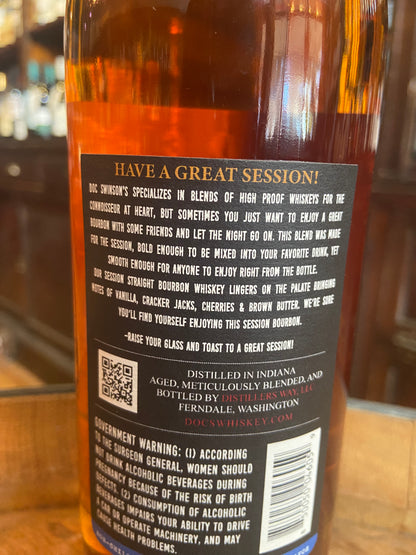 HAVE A GREAT SESSION!
DOC SWINSON'S SPECIALIZES IN BLENDS OF HIGH PROOF WHISKEYS FOR THE
CONNOISSEUR AT HEART, BUT SOMETIMES YOU JUST WANT TO ENJOY A GREAT
BOURBON WITH SOME FRIENDS AND LET THE NIGHT GO ON. THIS BLEND WAS MADE
FOR THE SESSION, BOLD ENOUGH TO BE MIXED INTO YOUR FAVORITE DRINK, YET
SMOOTH ENOUGH FOR ANYONE TO ENJOY RIGHT FROM THE BOTTLE.
OUR SESSION STRAIGHT BOURBON WHISKEY LINGERS ON THE PALATE BRINGING
NOTES OF VANILLA, CRACKER JACKS, CHERRIES & BROWN BUTTER. WE'RE SURE
YOU'LL FIND YOURSELF ENJOYING THIS SESSION BOURBON.
-RAISE YOUR GLASS AND TOAST TO A GREAT SESSION!
DISTILLED IN INDIANA
AGED, METICULOUSLY BLENDED, AND
BOTTLED BY DISTILLERS WAY, LLC
FERNDALE, WASHINGTON
DOCSWHISKEY.COM
GOVERNMENT WARNING: (1) ACCORDING
TO THE SURGEON GENERAL, WOMEN SHOULD
NOT DRINK ALCOHOLIC BEVERAGES DURING
PREGNANCY BECAUSE OF THE RISK OF BIRTH
DEFECTS. (2) CONSUMPTION OF ALCOHOLIC
BEVERAGES IMPAIRS YOUR ABILITY TO DRIVE
A CAR OR OPERATE MACHINERY, AND MAY
CAUSE HEALTH PROBLEMS.